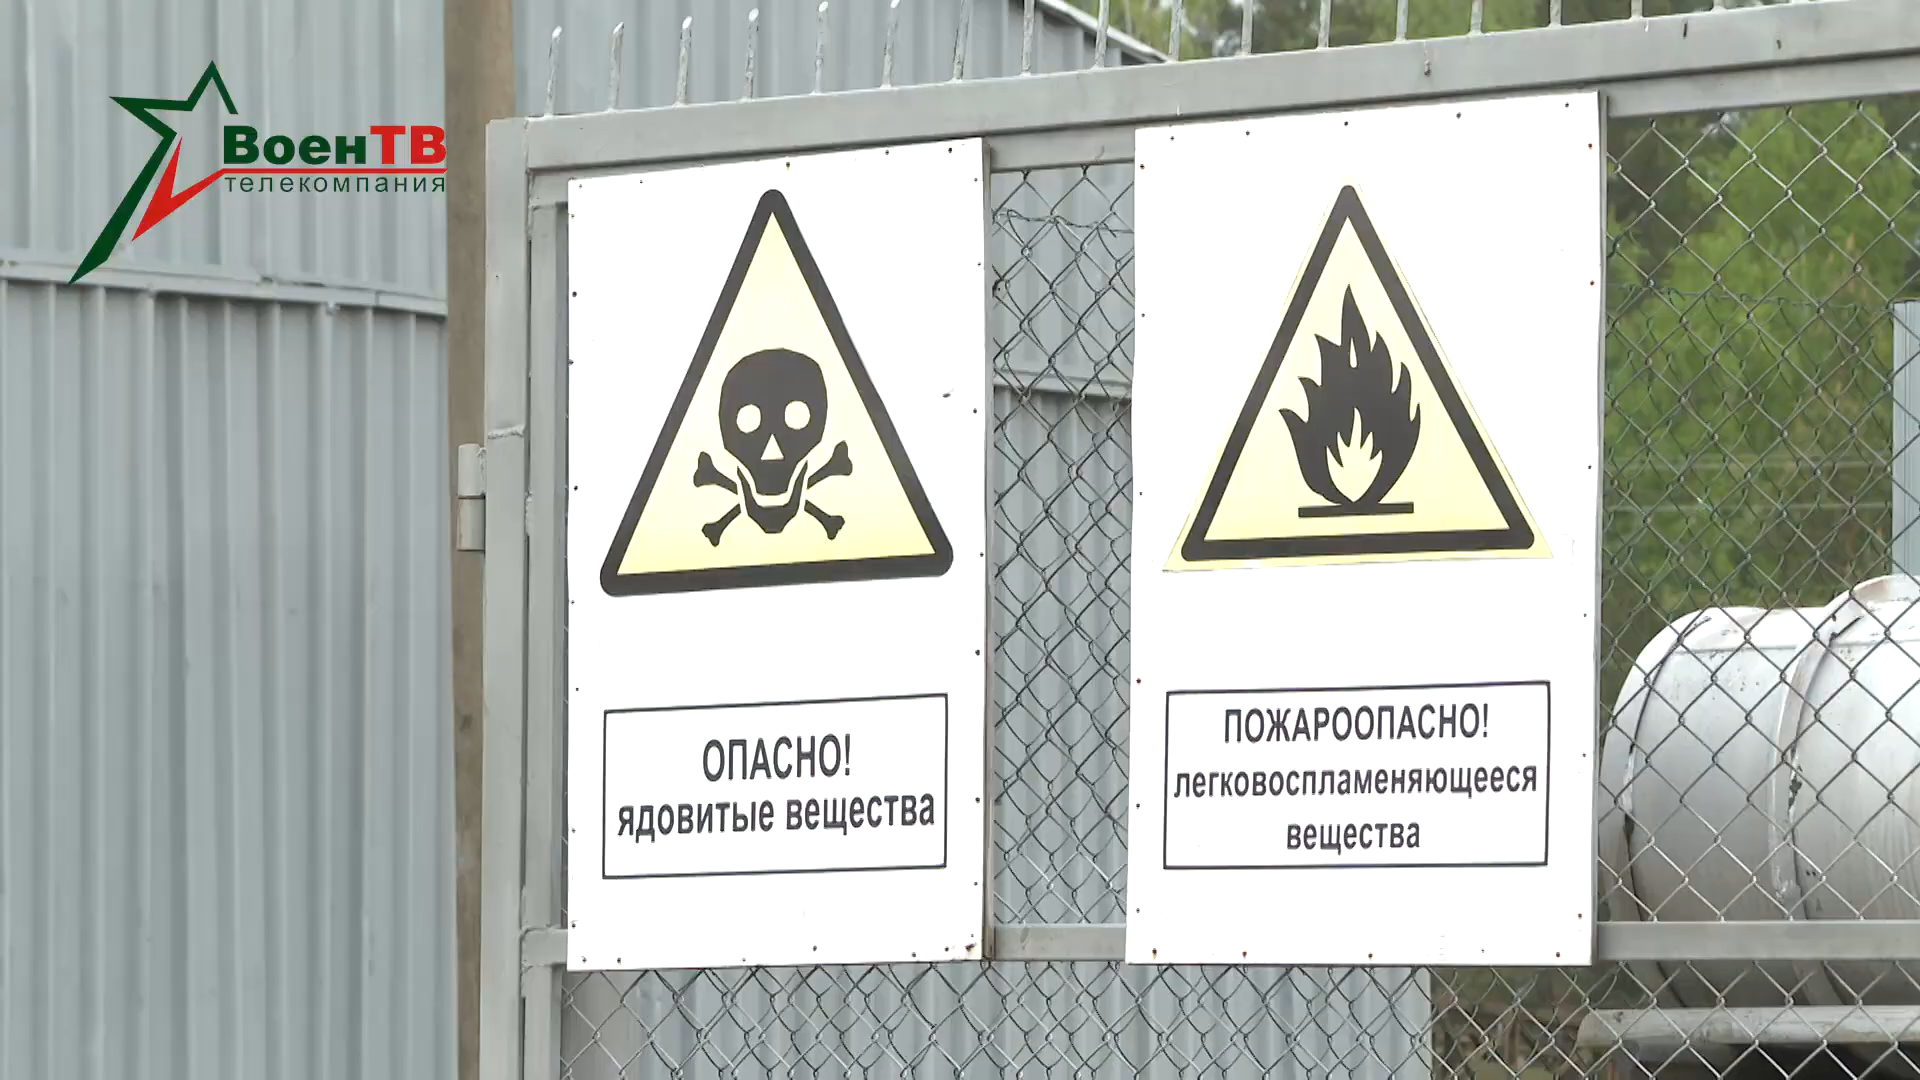 ВоенТВ
телекомпания
ОПАСНО!
ядовитые вещества
ПОЖАРООПАСНО!
легковоспламеняющееся
вещества